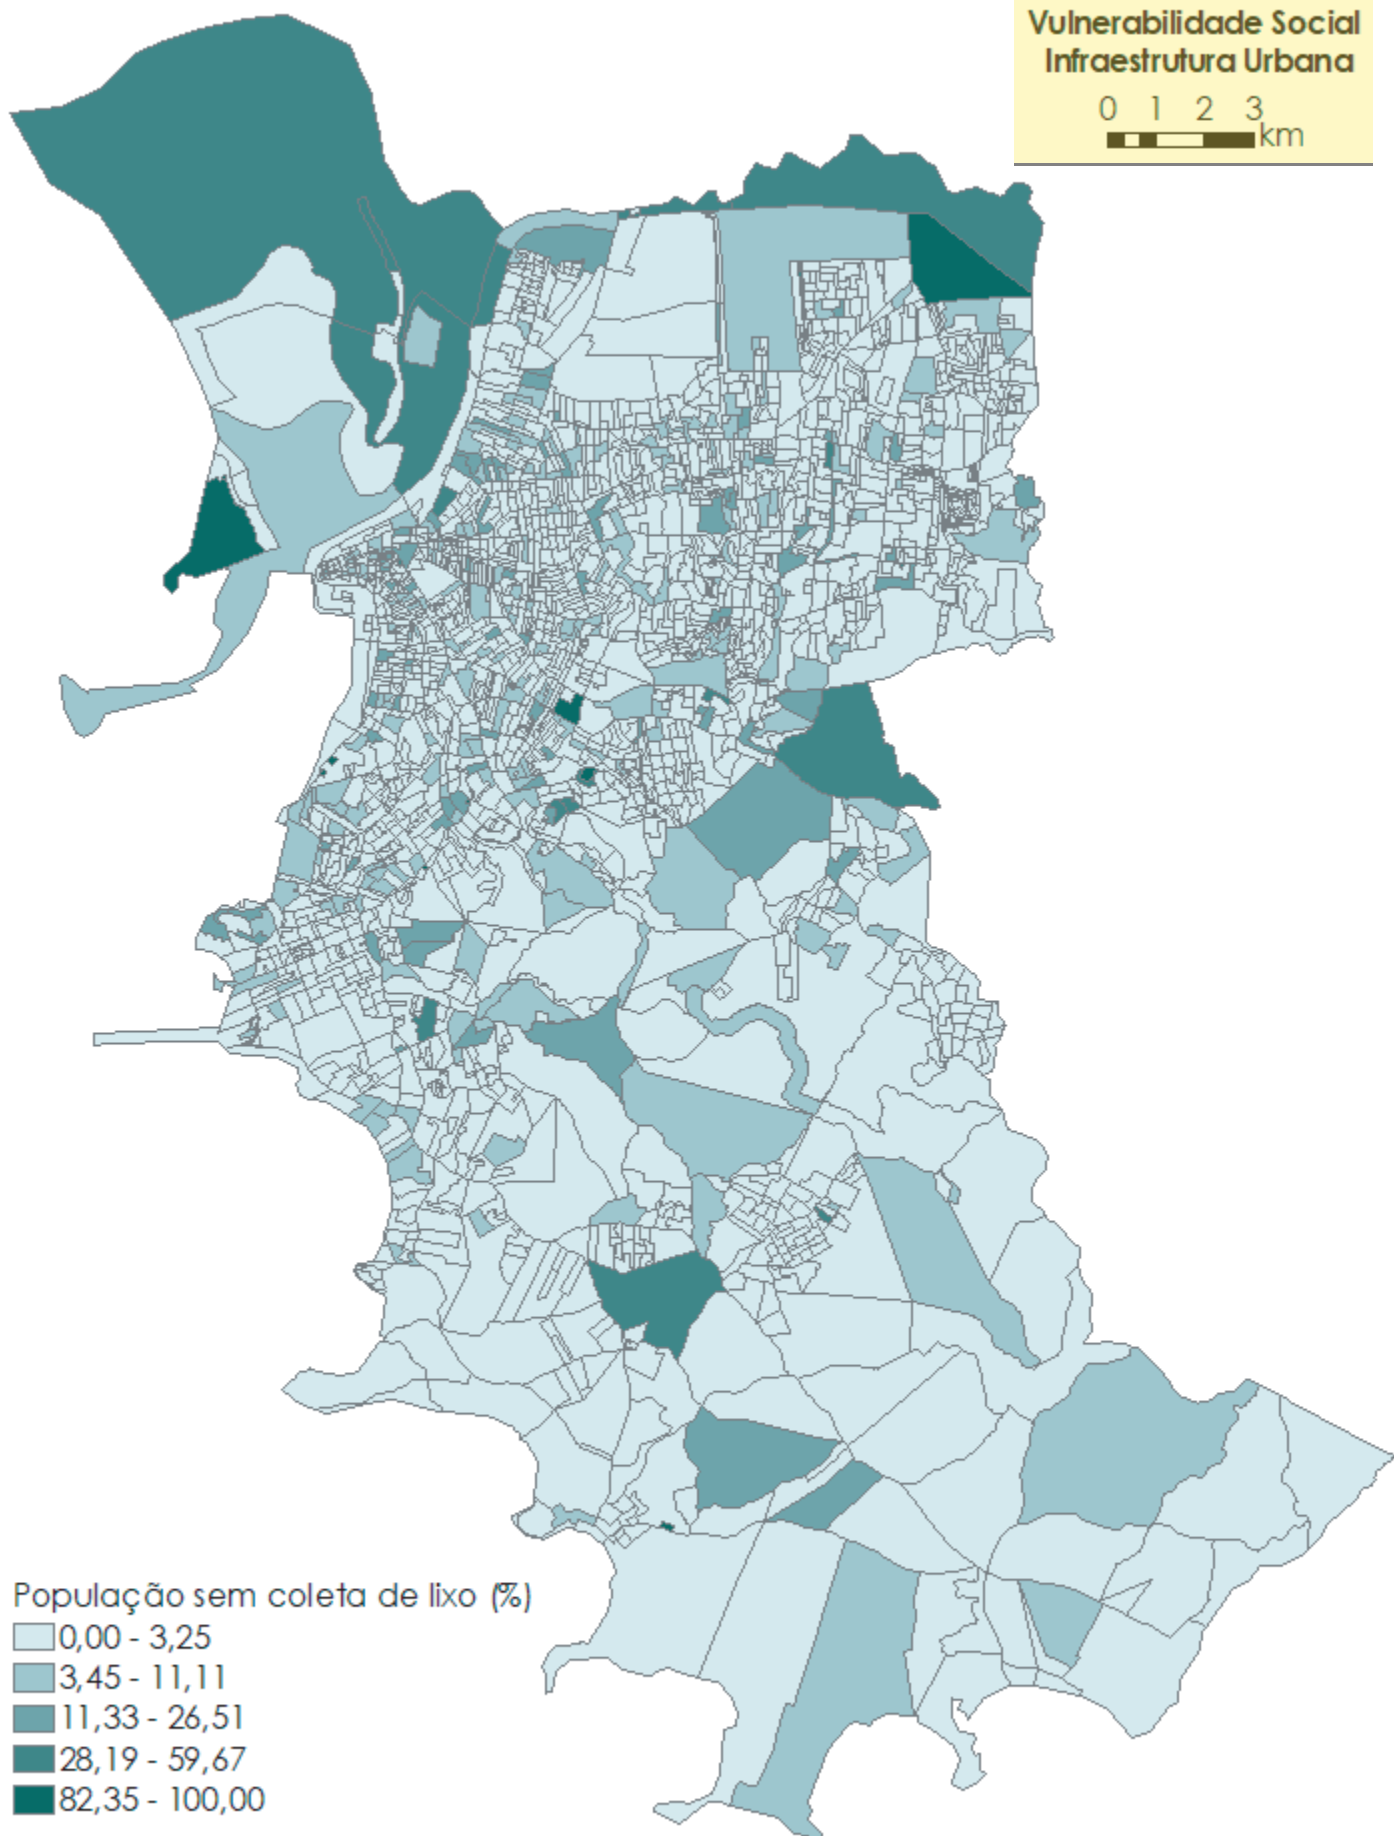 Vulnerabilidade Social
Infraestrutura Urbana
0 1 2 3
km
População sem coleta de lixo (%)
0,00 - 3,25
3,45 - 11,11
11,33 - 26,51
28,19 - 59,67
82,35 - 100,00